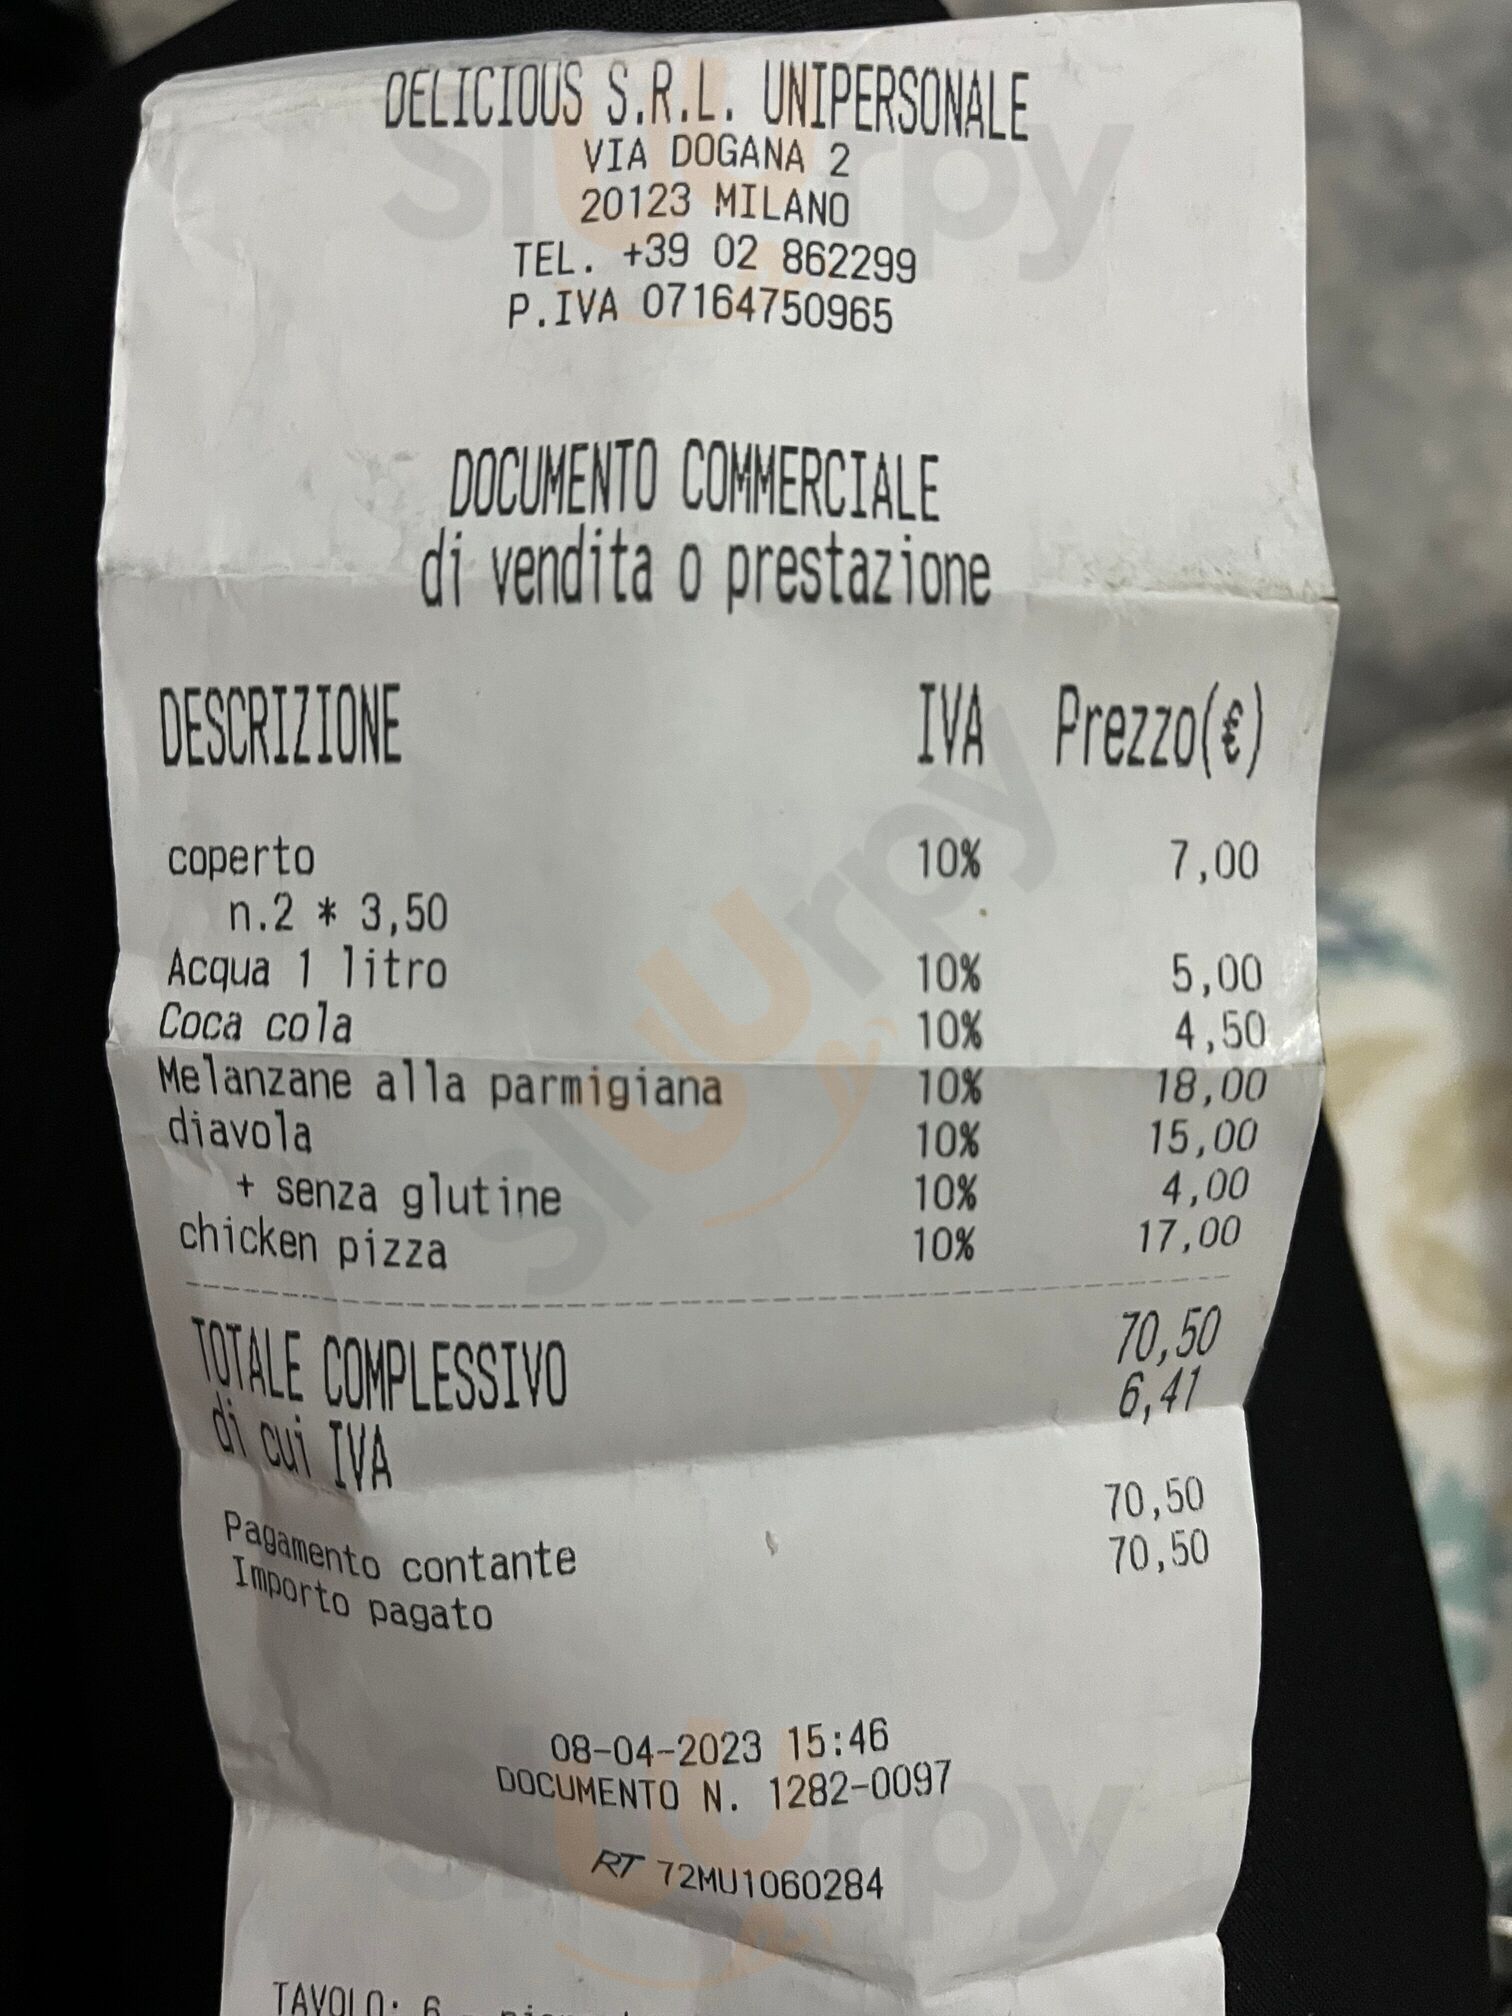 DELICIOUS S.R.L. UNIPERSONALE
VIA DOGANA 2
20123 MILANO
TEL. +39 02 862299
P.IVA 07164750965
DOCUMENTO COMMERCIALE
di vendita o prestazione
DESCRIZIONE IVA Prezzo(€)
coperto 10% 7,00
n.2 * 3,50
Acqua 1 litro 10% 5,00
Coca cola 10% 4,50
Melanzane alla parmigiana 10% 18,00
diavola 10% 15,00
+ senza glutine 10% 4,00
chicken pizza 10% 17,00
TOTALE COMPLESSIVO 70,50
di cui IVA 6,41
Pagamento contante 70,50
Importo pagato 70,50
08-04-2023 15:46
DOCUMENTO N. 1282-0097
RT 72MU1060284
TAVOLO: 6
sluurpy
sluurpy
sluurpy